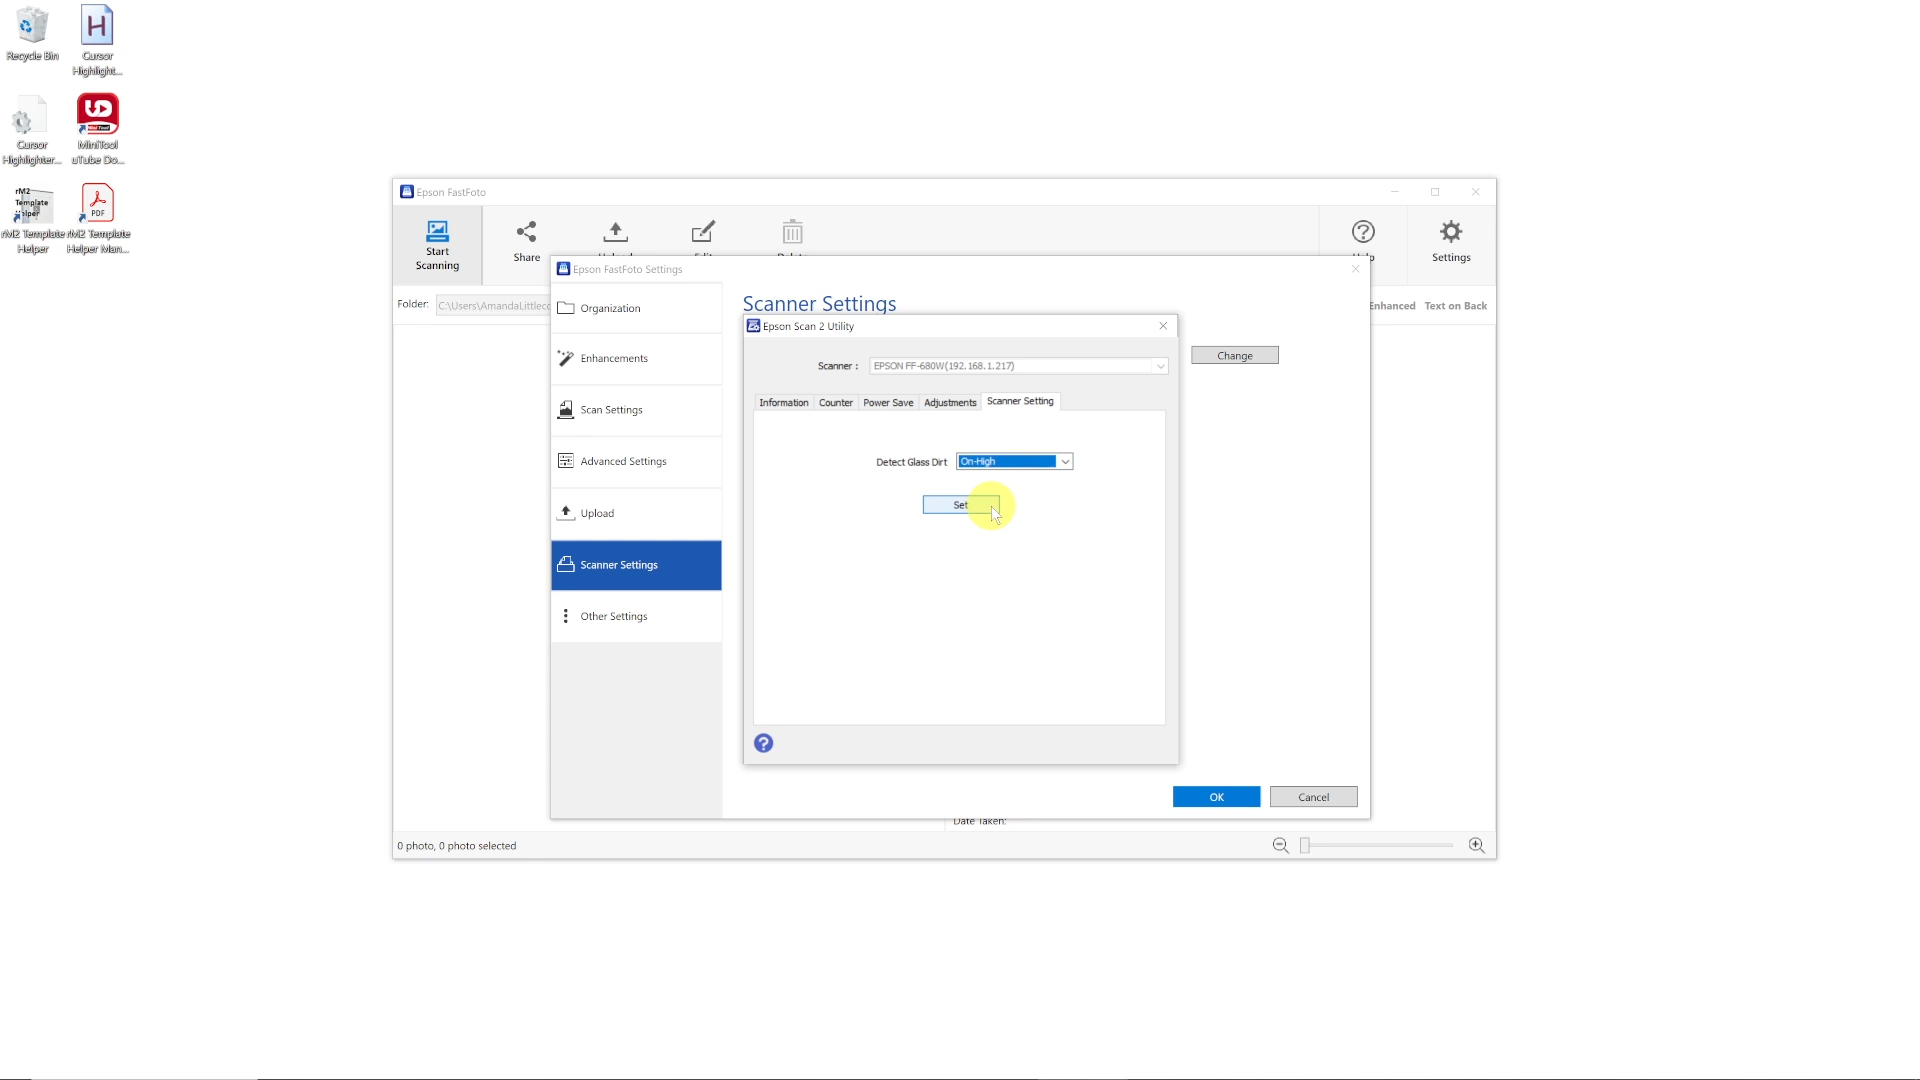 Recycle Bin
Cursor
Highlight...
Cursor
Highlighter...
MiniTool
uTube Do...
rM2
Template
Helper
PDF
rM2 Template
Helper
rM2 Template
Helper Man...
Epson FastFoto
Start
Scanning
Share
Settings
Folder:
Enhanced
Text on Back
Epson FastFoto Settings
Organization
Enhancements
Scan Settings
Advanced Settings
Upload
Scanner Settings
Other Settings
Scanner Settings
Change
Epson Scan 2 Utility
Scanner :
EPSON FF-680W(192.168.1.217)
Information
Counter
Power Save
Adjustments
Scanner Setting
Detect Glass Dirt
On-High
Set
OK
Cancel
Date Taken:
0 photo, 0 photo selected